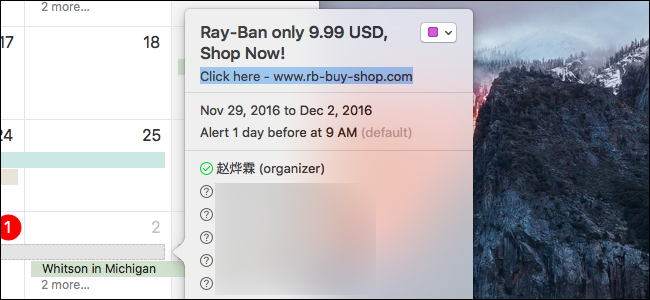 2 more...
17
18
24
25
1
2
Whitson in Michigan
2 more...
Ray-Ban only 9.99 USD,
Shop Now!
Click here - www.rb-buy-shop.com
Nov 29, 2016 to Dec 2, 2016
Alert 1 day before at 9 AM (default)
赵烨霖 (organizer)